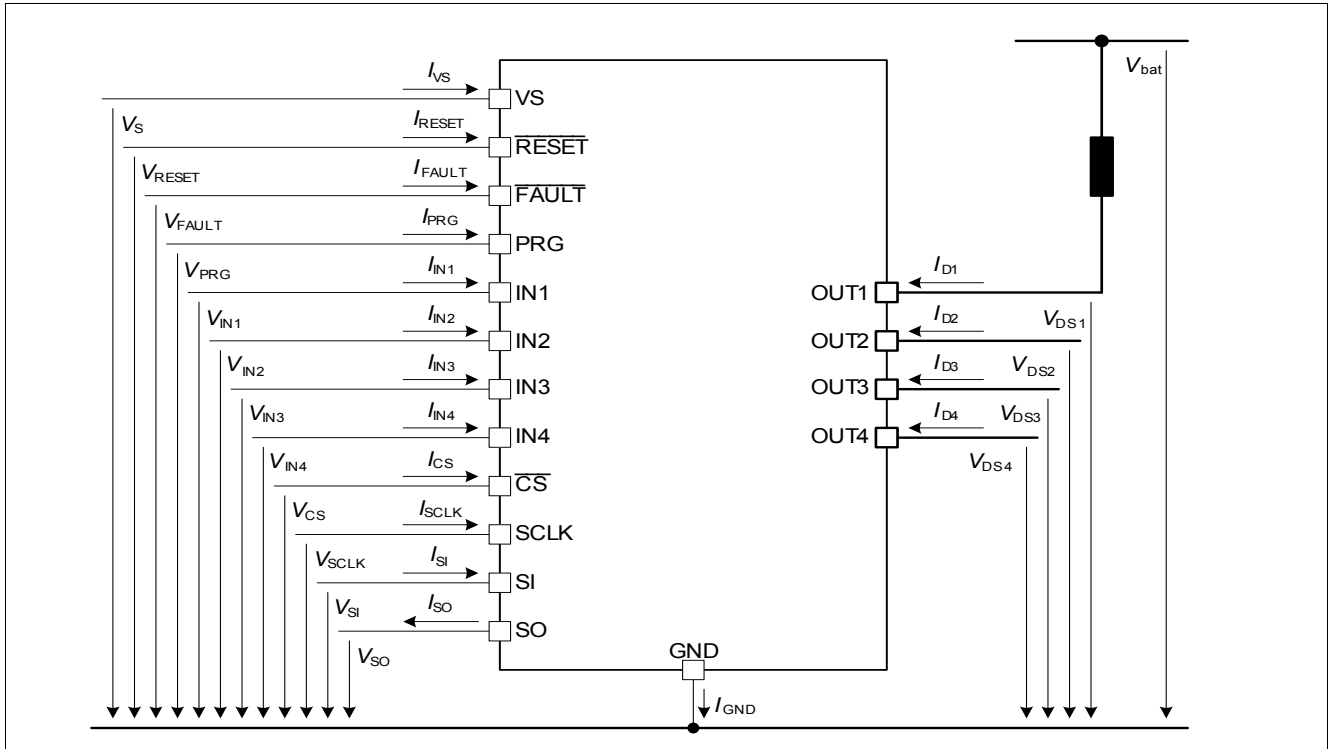 V_bat
I_VS
VS
V_S
I_RESET
RESET
V_RESET
I_FAULT
FAULT
V_FAULT
I_PRG
PRG
V_PRG
I_IN1
IN1
V_IN1
I_IN2
IN2
V_IN2
I_IN3
IN3
V_IN3
I_IN4
IN4
V_IN4
I_CS
CS
V_CS
I_SCLK
SCLK
V_SCLK
I_SI
SI
V_SI
I_SO
SO
V_SO
OUT1
I_D1
V_DS1
OUT2
I_D2
V_DS2
OUT3
I_D3
V_DS3
OUT4
I_D4
V_DS4
GND
I_GND